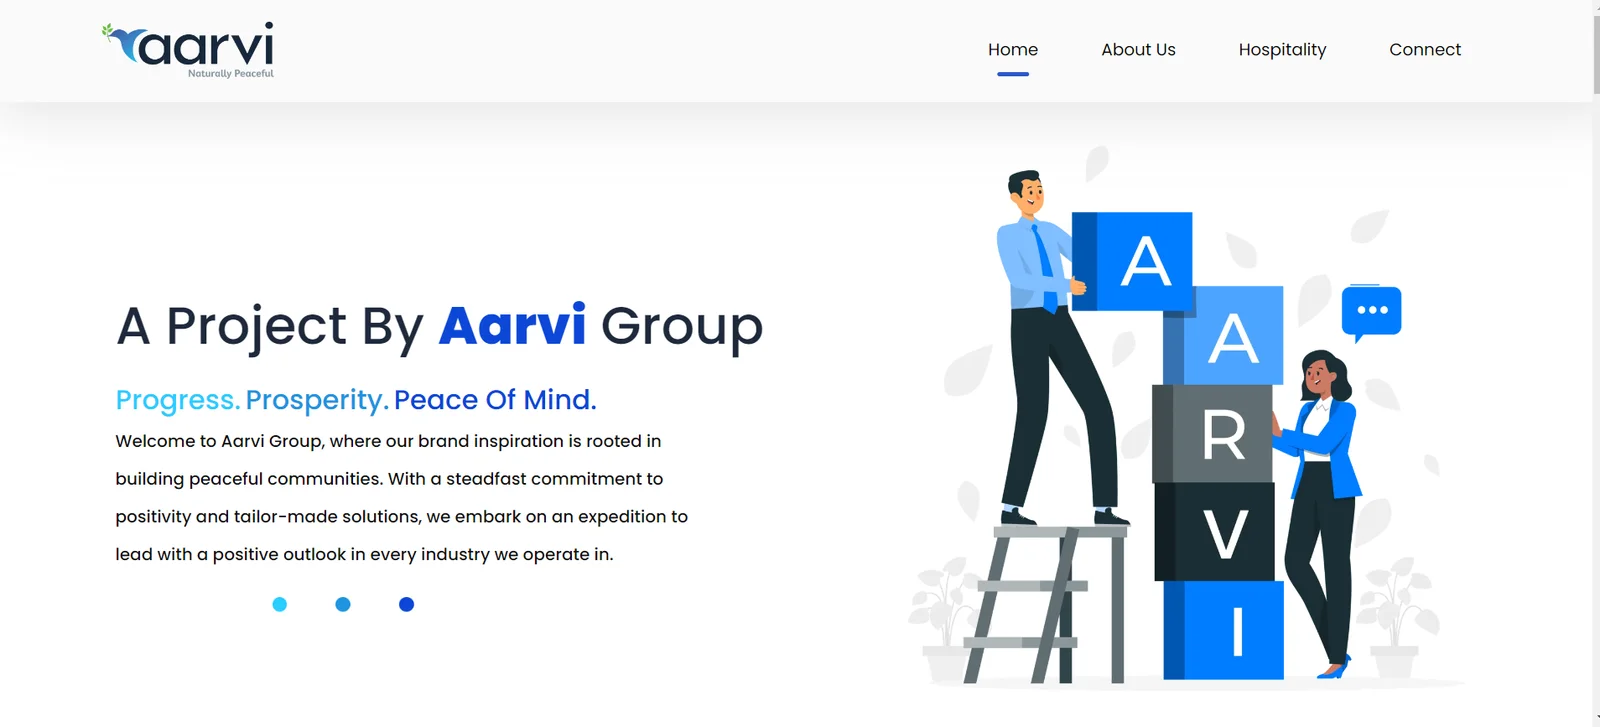 aarvi
Naturally Peaceful
Home About Us Hospitality Connect
A Project By Aarvi Group
Progress. Prosperity. Peace Of Mind.
Welcome to Aarvi Group, where our brand inspiration is rooted in
building peaceful communities. With a steadfast commitment to
positivity and tailor-made solutions, we embark on an expedition to
lead with a positive outlook in every industry we operate in.
A
A
R
V
I